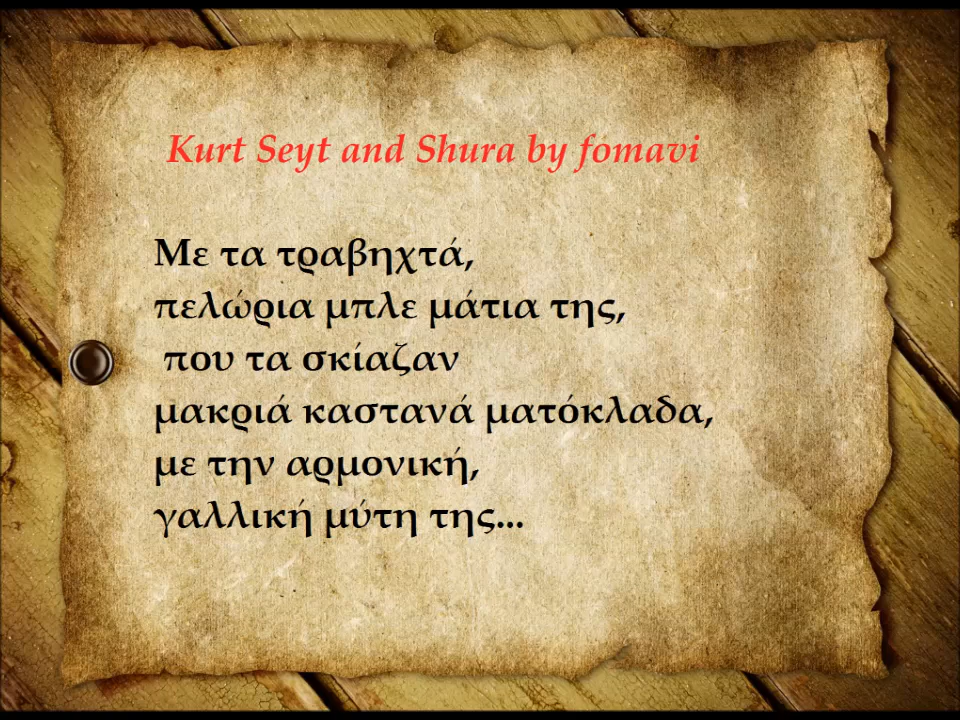 Kurt Seyt and Shura by fomavi
Με τα τραβηχτά,
πελώρια μπλε μάτια της,
που τα σκίαζαν
μακριά καστανά ματόκλαδα,
με την αρμονική,
γαλλική μύτη της...